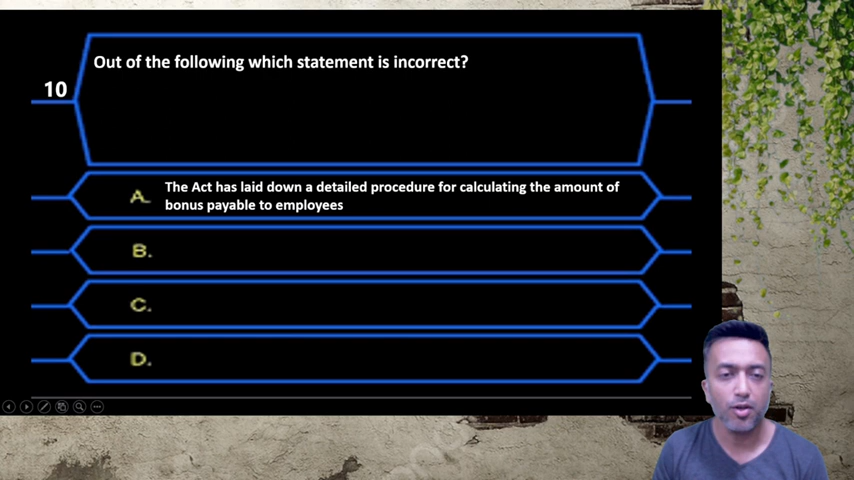 Out of the following which statement is incorrect?
10
A. The Act has laid down a detailed procedure for calculating the amount of
bonus payable to employees
B.
C.
D.